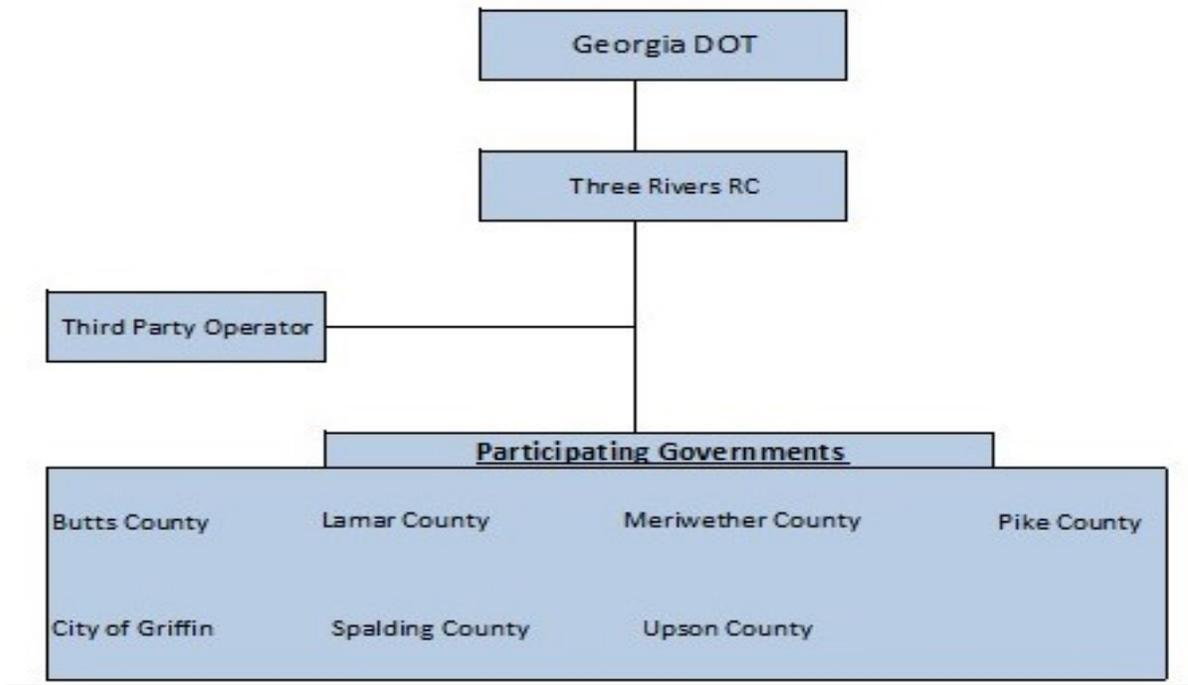 Georgia DOT
Three Rivers RC
Third Party Operator
Participating Governments
Butts County Lamar County Meriwether County Pike County
City of Griffin Spalding County Upson County